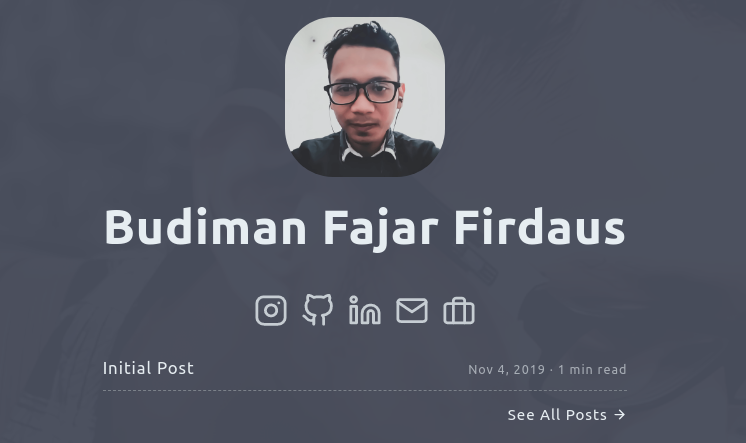 Budiman Fajar Firdaus
Initial Post
Nov 4, 2019 · 1 min read
See All Posts →